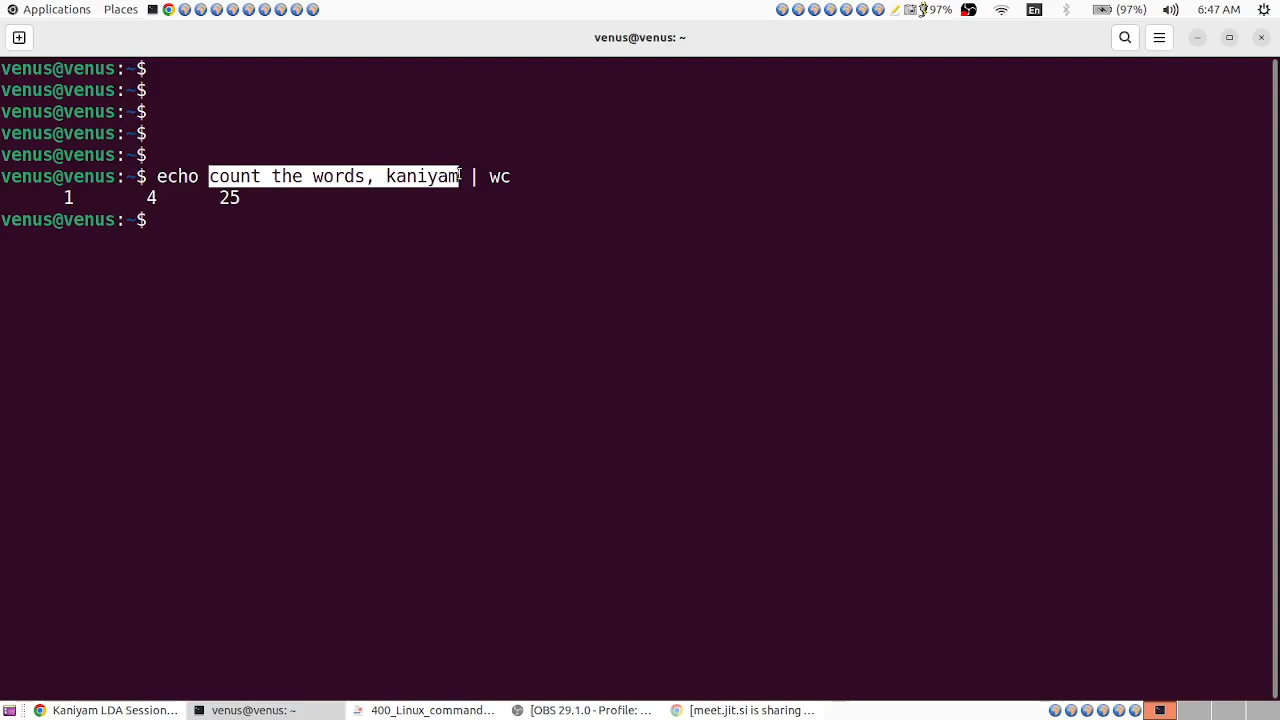 Applications Places 97% En (97%) 6:47 AM
venus@venus: ~
venus@venus:~$
venus@venus:~$
venus@venus:~$
venus@venus:~$
venus@venus:~$
venus@venus:~$ echo count the words, kaniyam | wc
1 4 25
venus@venus:~$
Kaniyam LDA Session... venus@venus: ~ 400_Linux_command... [OBS 29.1.0 - Profile: ... [meet.jit.si is sharing ...